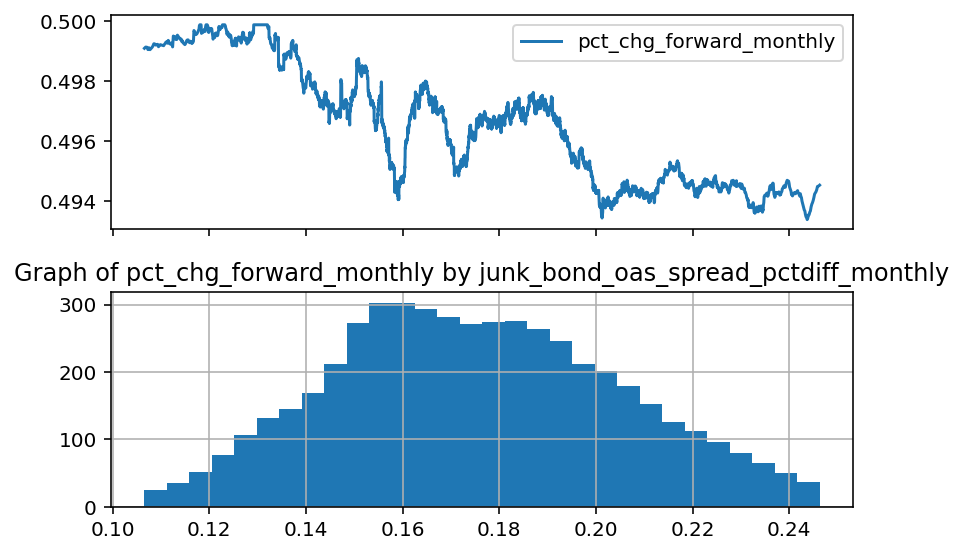 0.500
pct_chg_forward_monthly
0.498
0.496
0.494
Graph of pct_chg_forward_monthly by junk_bond_oas_spread_pctdiff_monthly
300
200
100
0
0.10 0.12 0.14 0.16 0.18 0.20 0.22 0.24